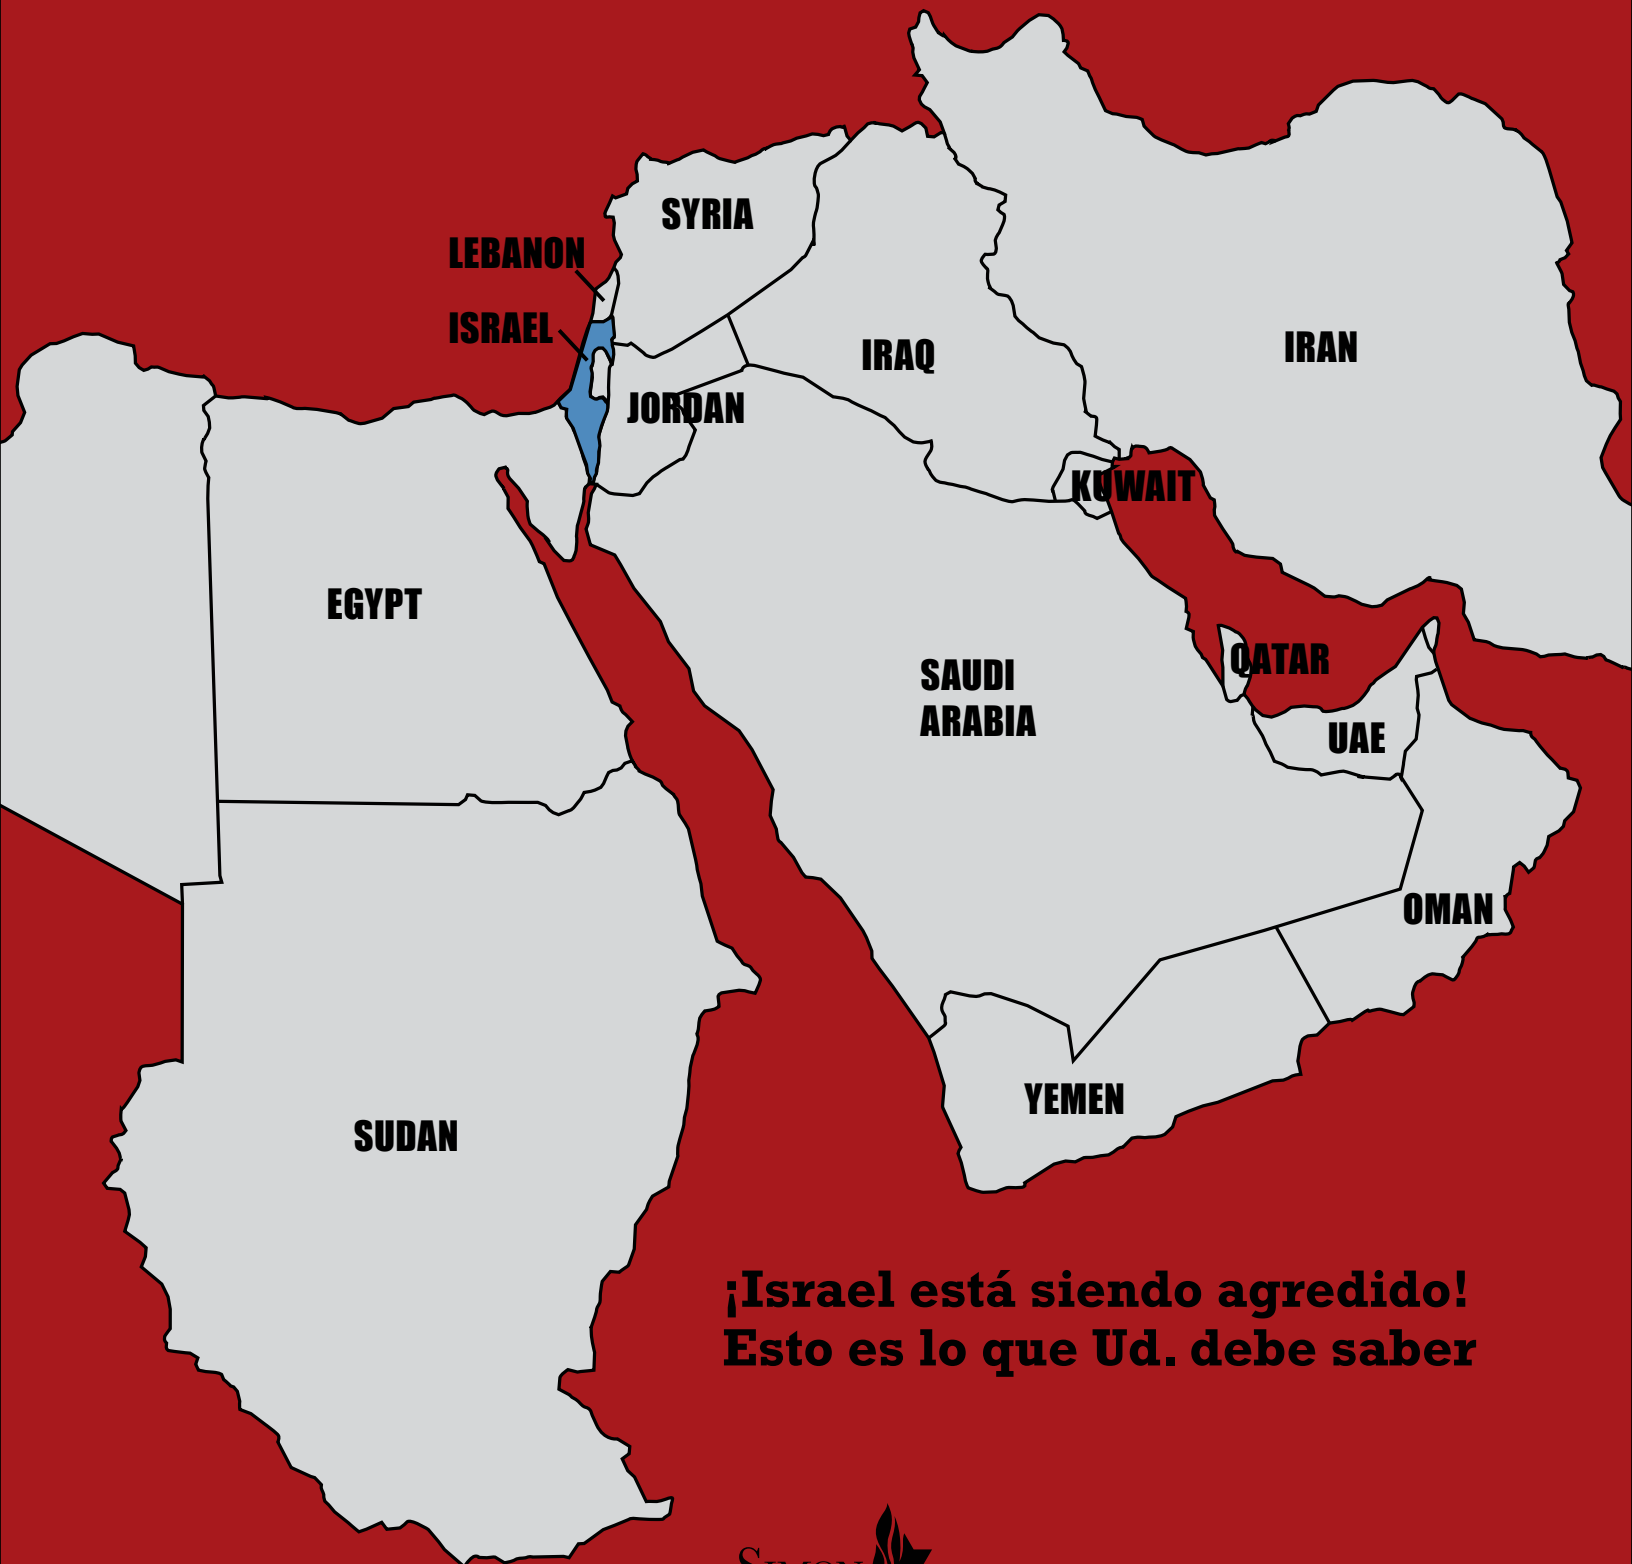 SYRIA
LEBANON
ISRAEL
IRAQ
IRAN
JORDAN
KUWAIT
EGYPT
SAUDI
ARABIA
QATAR
UAE
OMAN
YEMEN
SUDAN
¡Israel está siendo agredido!
Esto es lo que Ud. debe saber